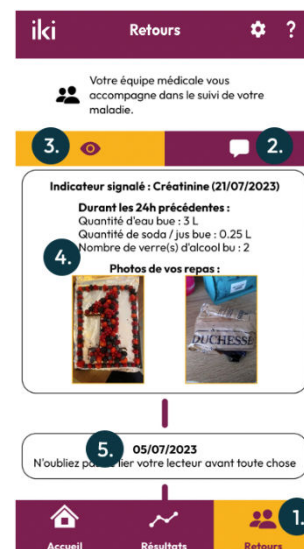 iki Retours ?
Votre équipe médicale vous
accompagne dans le suivi de votre
maladie.
3. 2.
Indicateur signalé : Créatinine (21/07/2023)
Durant les 24h précédentes :
Quantité d'eau bue : 3 L
Quantité de soda / jus bue : 0.25 L
Nombre de verre(s) d'alcool bu : 2
4.
Photos de vos repas :
1
DUCHESSE
5. 05/07/2023
N'oubliez lier votre lecteur avant toute chose
1.
Accueil Résultats Retours